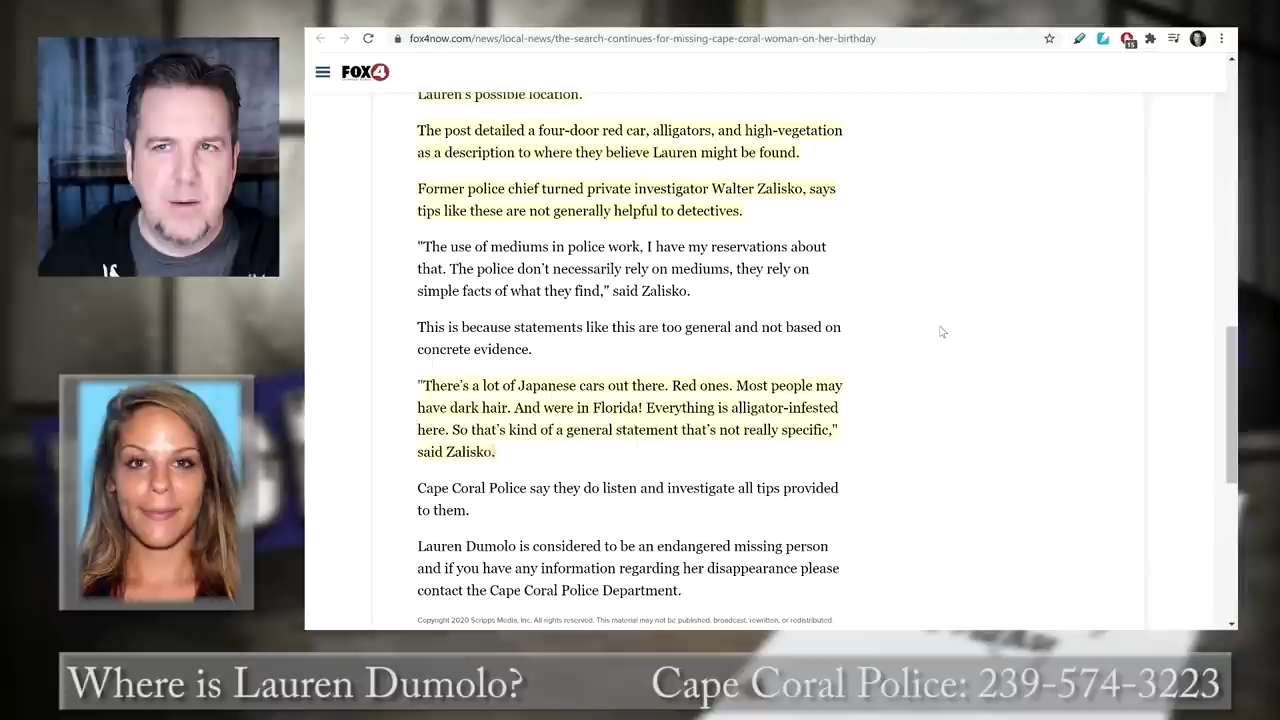 fox4now.com/news/local-news/the-search-continues-for-missing-cape-coral-woman-on-her-birthday
15
FOX 4
Lauren's possible location.
The post detailed a four-door red car, alligators, and high-vegetation
as a description to where they believe Lauren might be found.
Former police chief turned private investigator Walter Zalisko, says
tips like these are not generally helpful to detectives.
"The use of mediums in police work, I have my reservations about
that. The police don't necessarily rely on mediums, they rely on
simple facts of what they find," said Zalisko.
This is because statements like this are too general and not based on
concrete evidence.
"There's a lot of Japanese cars out there. Red ones. Most people may
have dark hair. And were in Florida! Everything is alligator-infested
here. So that's kind of a general statement that's not really specific,"
said Zalisko.
Cape Coral Police say they do listen and investigate all tips provided
to them.
Lauren Dumolo is considered to be an endangered missing person
and if you have any information regarding her disappearance please
contact the Cape Coral Police Department.
Copyright 2020 Scripps Media, Inc. All rights reserved. This material may not be published, broadcast, rewritten, or redistributed.
Where is Lauren Dumolo? Cape Coral Police: 239-574-3223